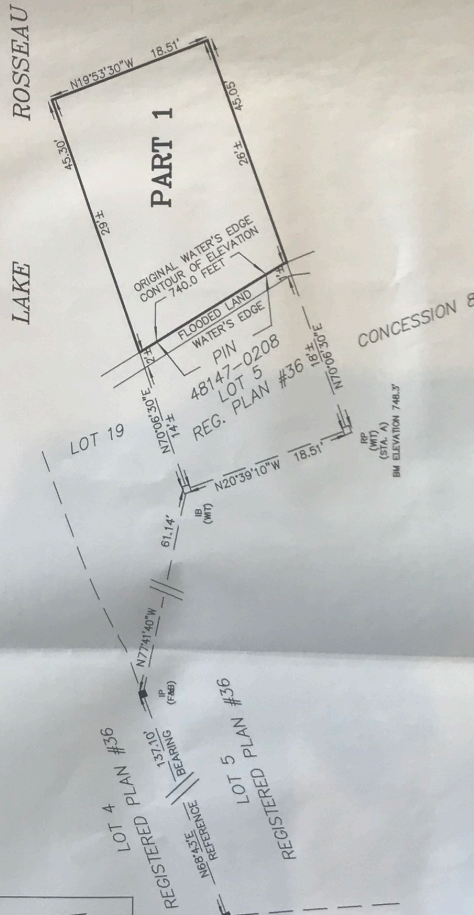 LAKE ROSSEAU
N19°53'30"W 18.51'
45.30'
29'±
PART 1
45.05'
26'±
ORIGINAL WATER'S EDGE
CONTOUR OF ELEVATION
740.0 FEET
FLOODED LAND
WATER'S EDGE
PIN
48147-0208
LOT 5
REG. PLAN #36
2'±
N70°06'30"E
14'±
N70°06'30"E
18'±
CONCESSION 8
LOT 19
N20°39'10"W 18.51'
IB
(WIT)
RP
(WIT)
(STA. A)
BM ELEVATION 748.3'
61.14'
N77°41'40"W
IP
(F&B)
LOT 4
REGISTERED PLAN #36
137.10'
BEARING
N68°43'E
REFERENCE
LOT 5
REGISTERED PLAN #36